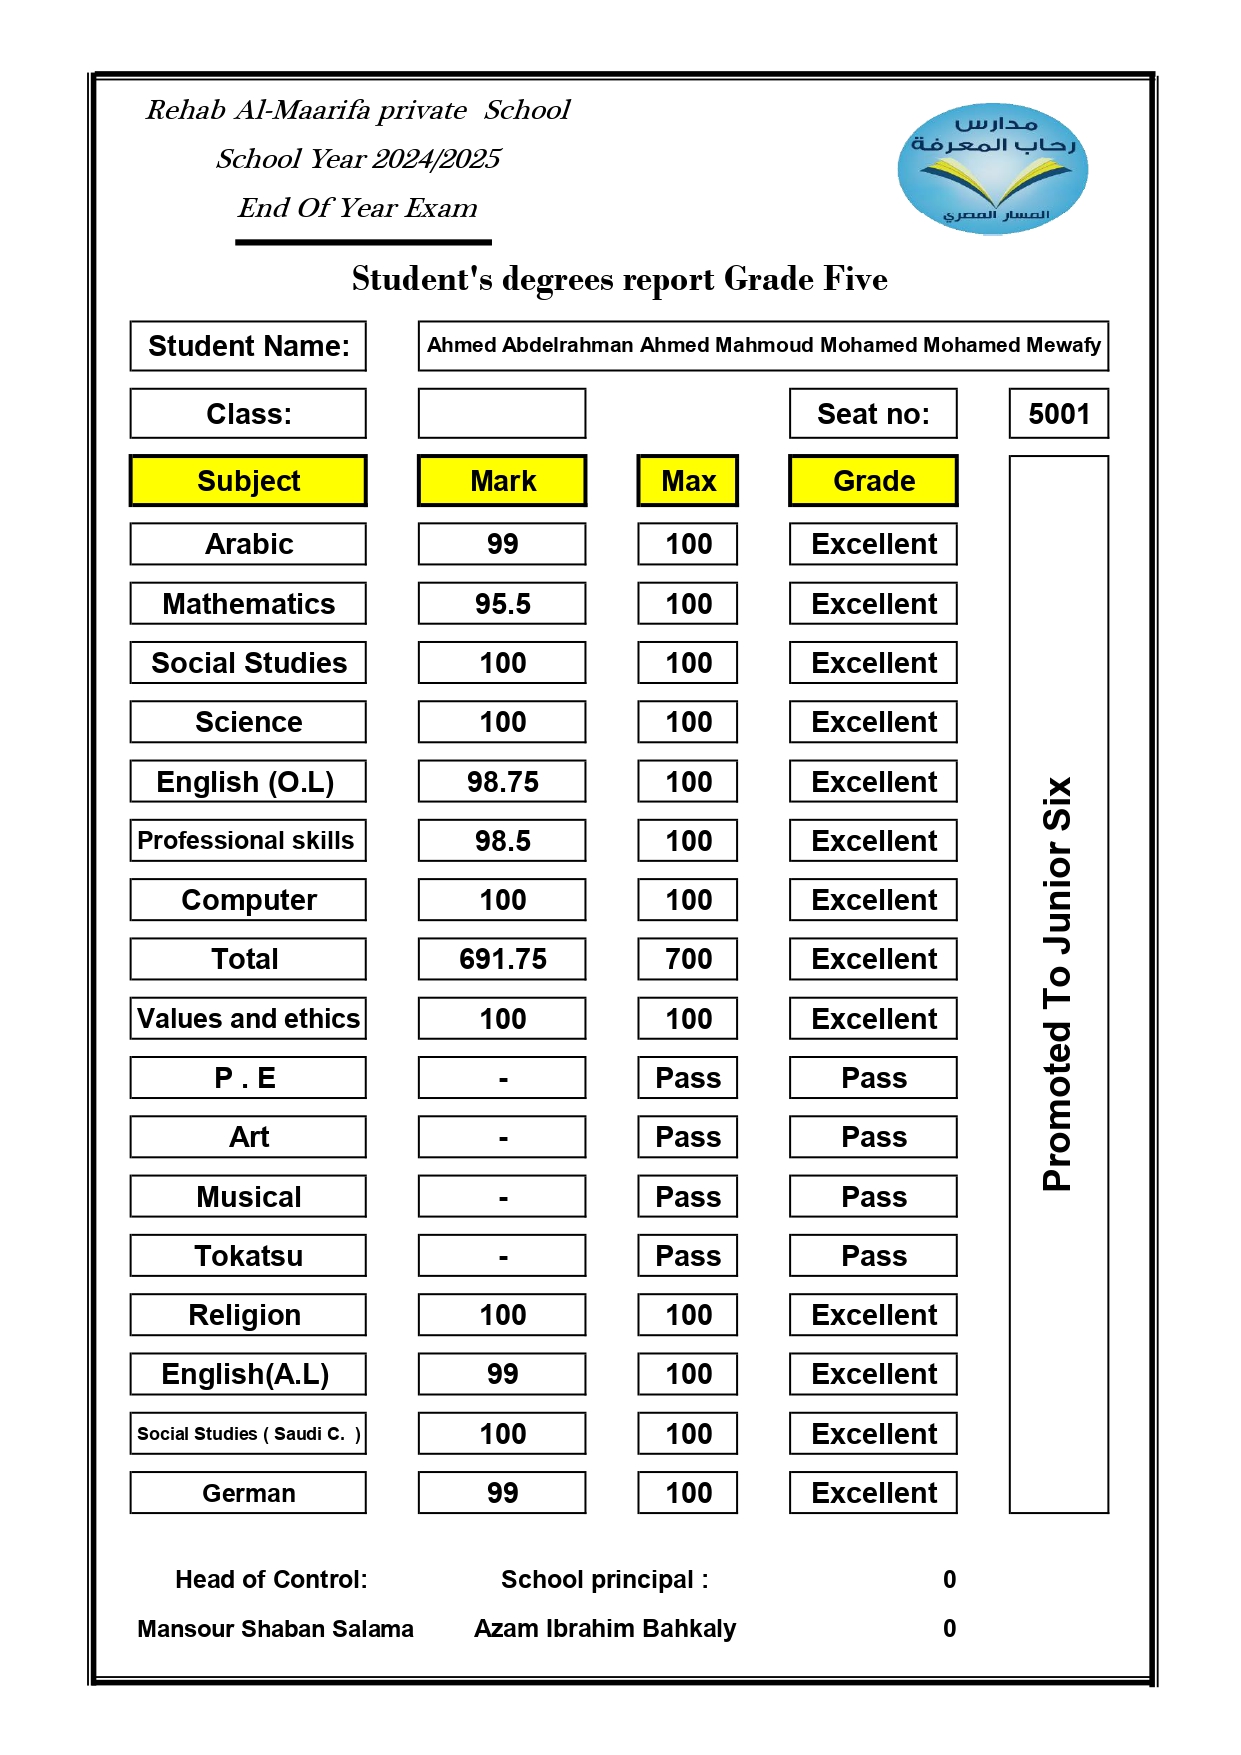 Rehab Al-Maarifa private School
School Year 2024/2025
End Of Year Exam
مدارس
رحاب المعرفة
المسار المصري
Student's degrees report Grade Five
Student Name: Ahmed Abdelrahman Ahmed Mahmoud Mohamed Mohamed Mewafy
Class: Seat no: 5001
Subject Mark Max Grade
Arabic 99 100 Excellent
Mathematics 95.5 100 Excellent
Social Studies 100 100 Excellent
Science 100 100 Excellent
English (O.L) 98.75 100 Excellent
Professional skills 98.5 100 Excellent
Computer 100 100 Excellent
Total 691.75 700 Excellent
Values and ethics 100 100 Excellent
P . E - Pass Pass
Art - Pass Pass
Musical - Pass Pass
Tokatsu - Pass Pass
Religion 100 100 Excellent
English(A.L) 99 100 Excellent
Social Studies ( Saudi C. ) 100 100 Excellent
German 99 100 Excellent
Promoted To Junior Six
Head of Control: School principal : 0
Mansour Shaban Salama Azam Ibrahim Bahkaly 0